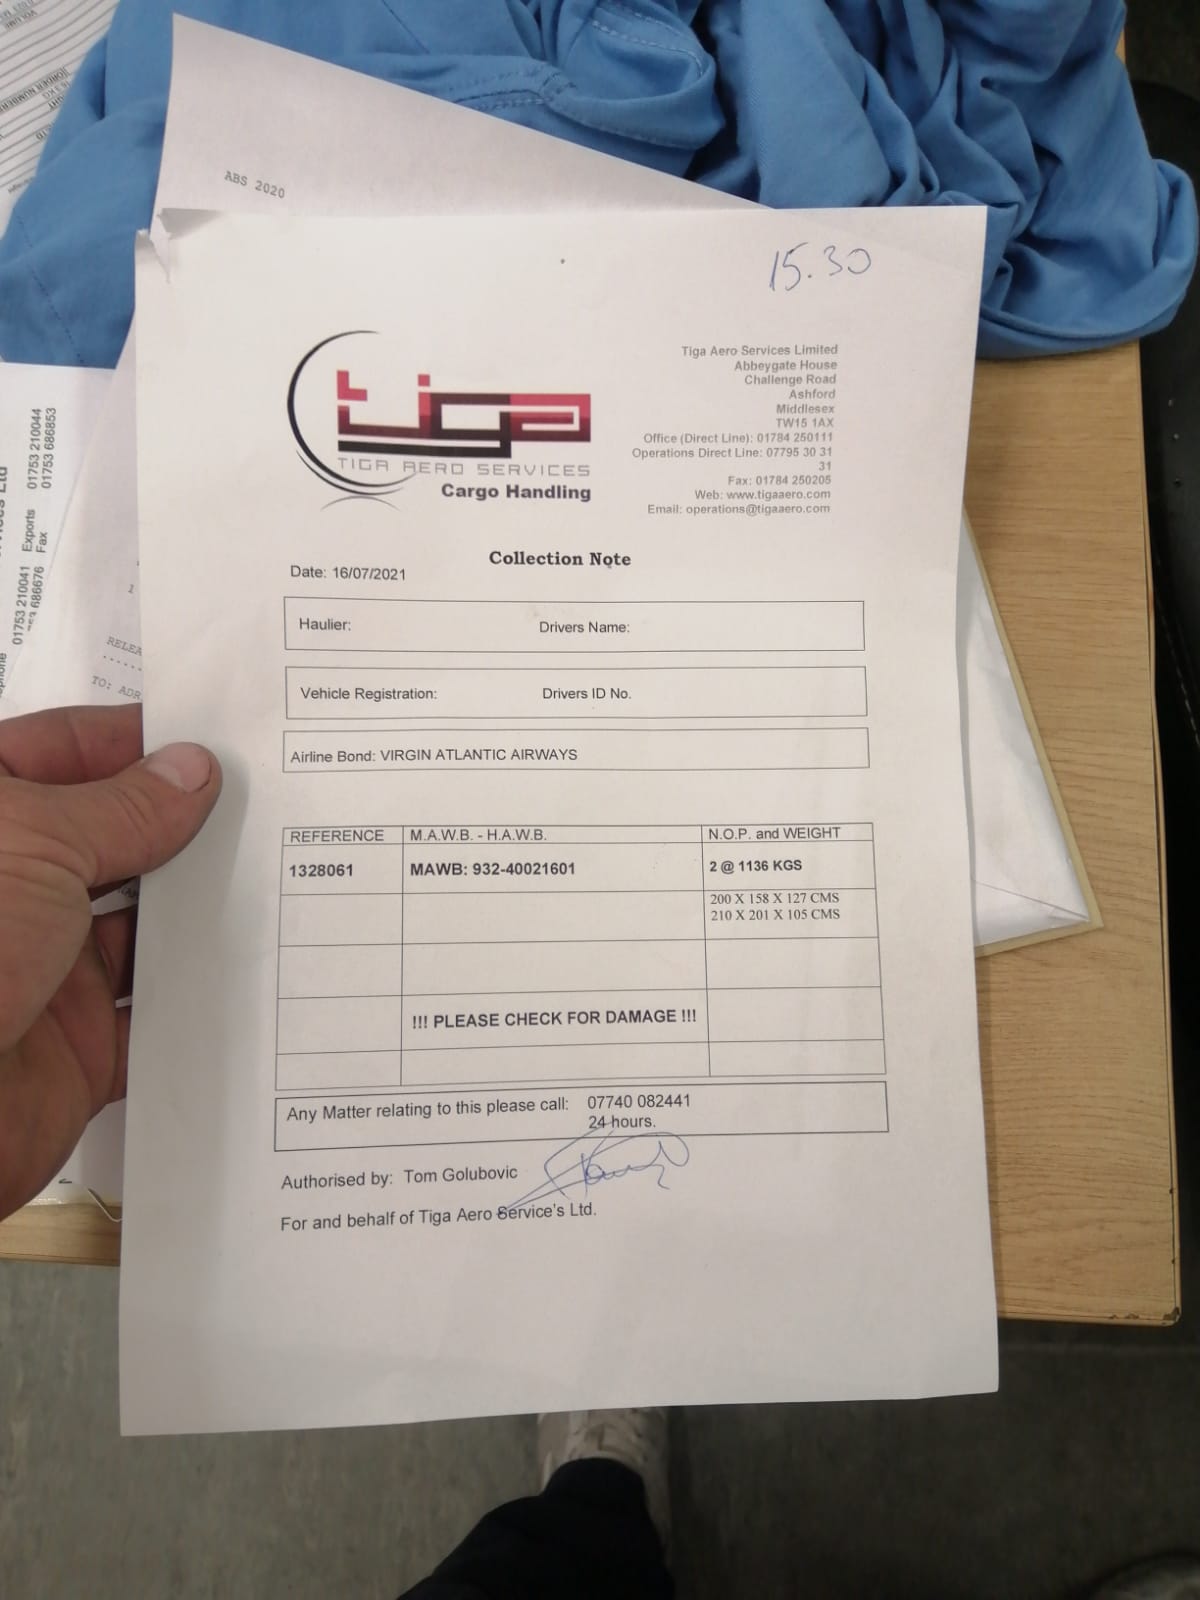 ABS 2020
15.30
tiga
TIGA AERO SERVICES
Cargo Handling
Tiga Aero Services Limited
Abbeygate House
Challenge Road
Ashford
Middlesex
TW15 1AX
Office (Direct Line): 01784 250111
Operations Direct Line: 07795 30 31
31
Fax: 01784 250205
Web: www.tigaaero.com
Email: operations@tigaaero.com
Collection Note
Date: 16/07/2021
Haulier: Drivers Name:
Vehicle Registration: Drivers ID No.
Airline Bond: VIRGIN ATLANTIC AIRWAYS
REFERENCE M.A.W.B. - H.A.W.B. N.O.P. and WEIGHT
1328061 MAWB: 932-40021601 2 @ 1136 KGS
200 X 158 X 127 CMS
210 X 201 X 105 CMS
!!! PLEASE CHECK FOR DAMAGE !!!
Any Matter relating to this please call: 07740 082441
24 hours.
Authorised by: Tom Golubovic
For and behalf of Tiga Aero Service's Ltd.
01753 210041 Exports 01753 210044
686676 Fax 01753 686853
TO: